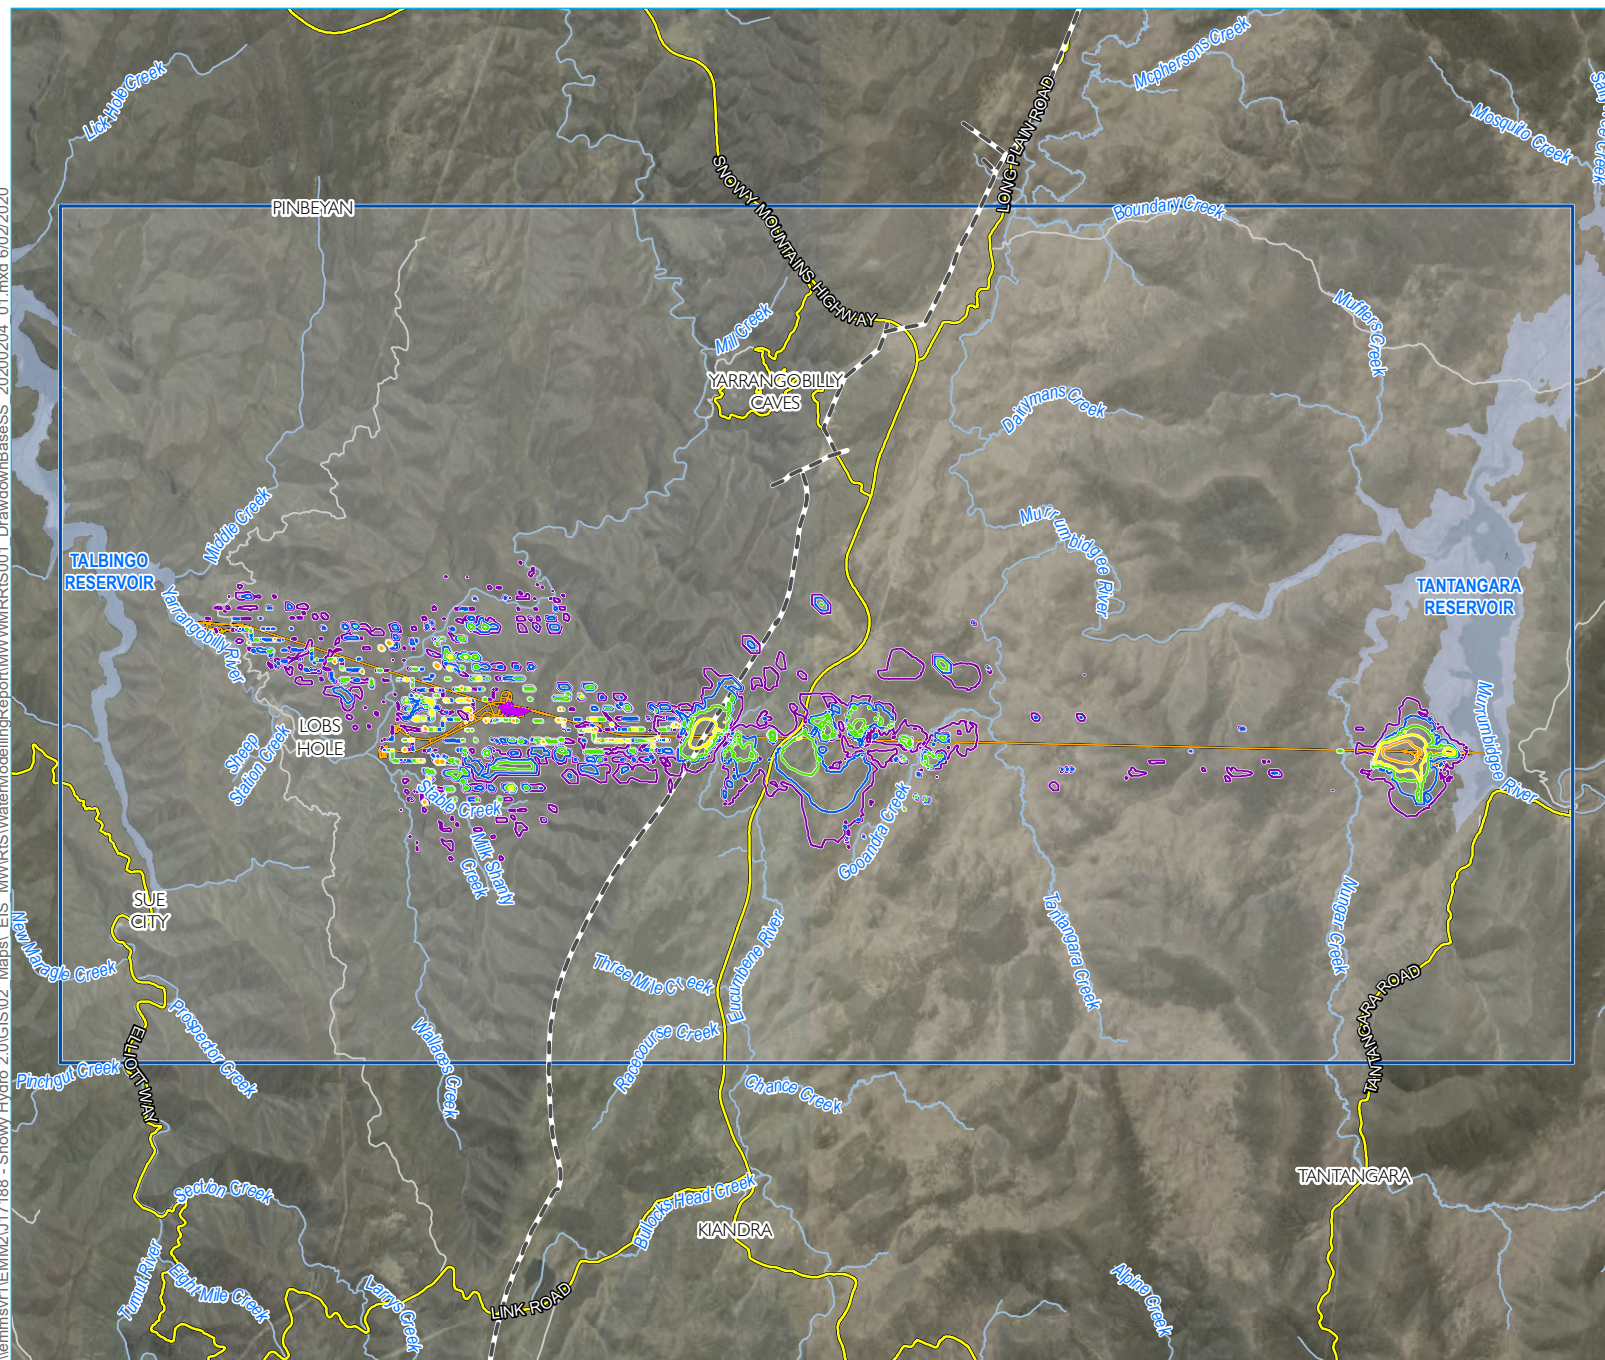 Lick Hole Creek
Mcphersons Creek
Mosquito Creek
LONG PLAIN ROAD
SNOWY MOUNTAINS HIGHWAY
PINBEYAN
Boundary Creek
Mufflers Creek
Mill Creek
YARRANGOBILLY
CAVES
Dairymans Creek
Middle Creek
Murrumbidgee River
TALBINGO
RESERVOIR
TANTANGARA
RESERVOIR
Yarrangobilly River
LOBS
HOLE
Sheep
Station Creek
Murrumbidgee River
Stable Creek
Milk Shanty
Creek
Gooandra Creek
SUE
CITY
New Maragle Creek
Three Mile Creek
Eucumbene River
Tantangara Creek
Nungar Creek
TANTANGARA ROAD
Prospector Creek
ELLIOTT WAY
Pinchgut Creek
Wallaces Creek
Racecourse Creek
Chance Creek
Section Creek
Bullocks Head Creek
KIANDRA
TANTANGARA
Tumut River
Eight Mile Creek
Larrys Creek
LINK ROAD
Alpine Creek